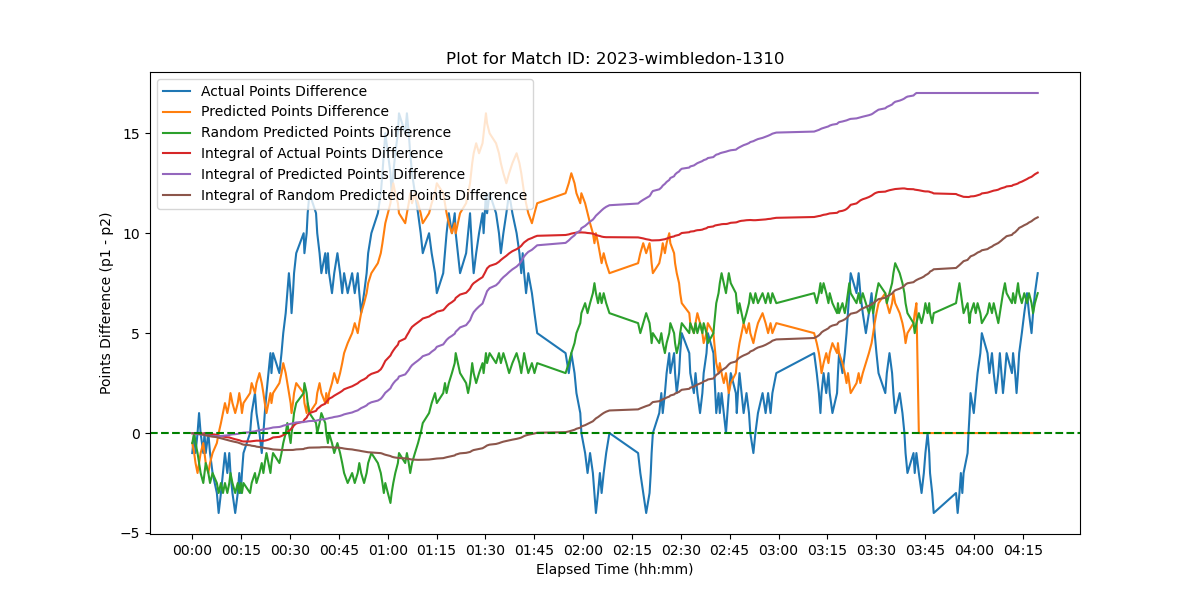 Plot for Match ID: 2023-wimbledon-1310
Actual Points Difference
Predicted Points Difference
Random Predicted Points Difference
Integral of Actual Points Difference
Integral of Predicted Points Difference
Integral of Random Predicted Points Difference
Points Difference (p1 - p2)
15
10
5
0
−5
00:00 00:15 00:30 00:45 01:00 01:15 01:30 01:45 02:00 02:15 02:30 02:45 03:00 03:15 03:30 03:45 04:00 04:15
Elapsed Time (hh:mm)